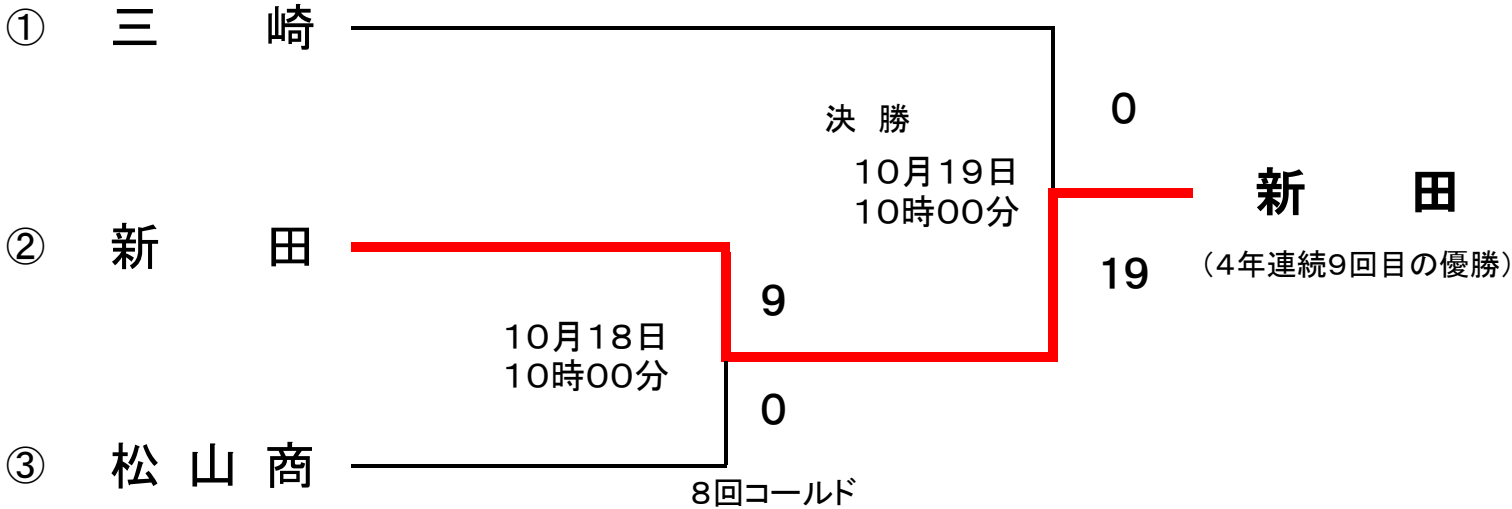 ① 三 崎
決 勝
10月19日
10時00分
0
新 田
(4年連続9回目の優勝)
19
② 新 田
9
10月18日
10時00分
0
③ 松 山 商
8回コールド